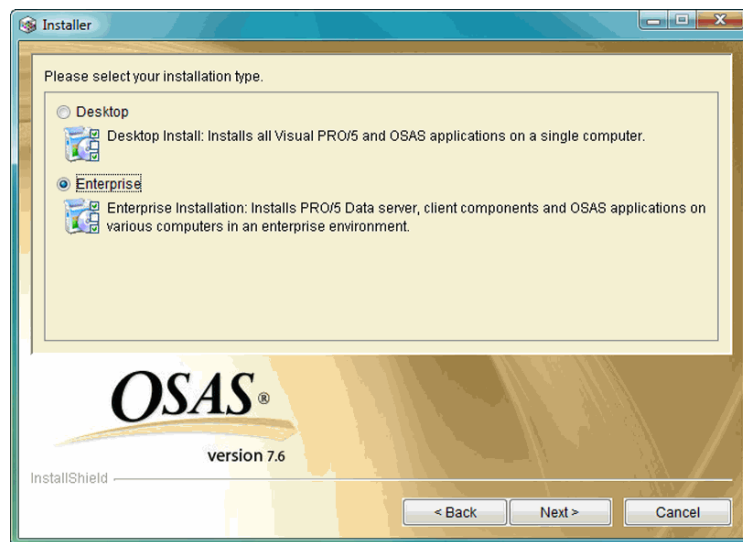 Installer
Please select your installation type.
Desktop
Desktop Install: Installs all Visual PRO/5 and OSAS applications on a single computer.
Enterprise
Enterprise Installation: Installs PRO/5 Data server, client components and OSAS applications on
various computers in an enterprise environment.
OSAS®
version 7.6
InstallShield
< Back Next > Cancel